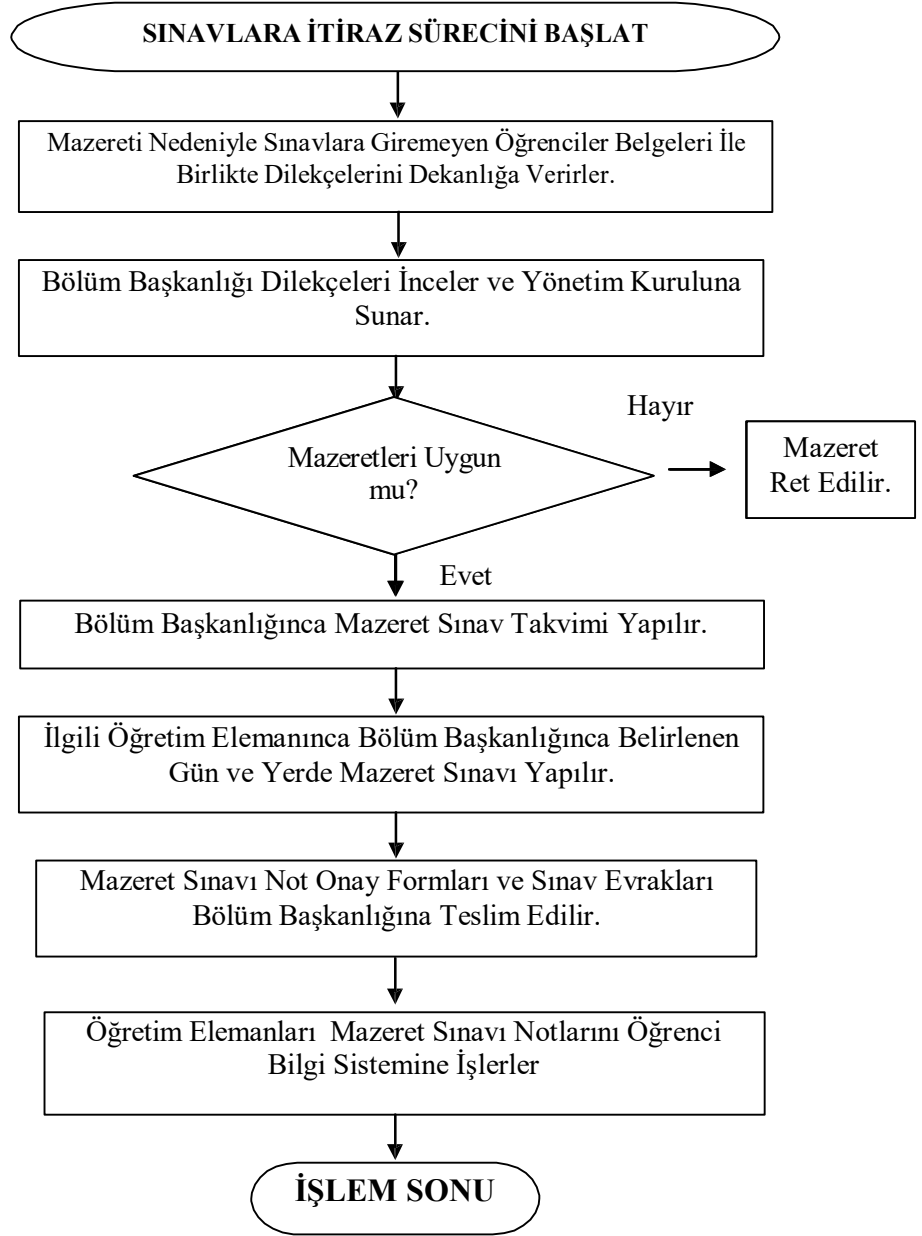 SINAVLARA İTİRAZ SÜRECİNİ BAŞLAT
Mazereti Nedeniyle Sınavlara Giremeyen Öğrenciler Belgeleri İle
Birlikte Dilekçelerini Dekanlığa Verirler.
Bölüm Başkanlığı Dilekçeleri İnceler ve Yönetim Kuruluna
Sunar.
Hayır
Mazeretleri Uygun
mu?
Mazeret
Ret Edilir.
Evet
Bölüm Başkanlığınca Mazeret Sınav Takvimi Yapılır.
İlgili Öğretim Elemanınca Bölüm Başkanlığınca Belirlenen
Gün ve Yerde Mazeret Sınavı Yapılır.
Mazeret Sınavı Not Onay Formları ve Sınav Evrakları
Bölüm Başkanlığına Teslim Edilir.
Öğretim Elemanları  Mazeret Sınavı Notlarını Öğrenci
Bilgi Sistemine İşlerler
İŞLEM SONU